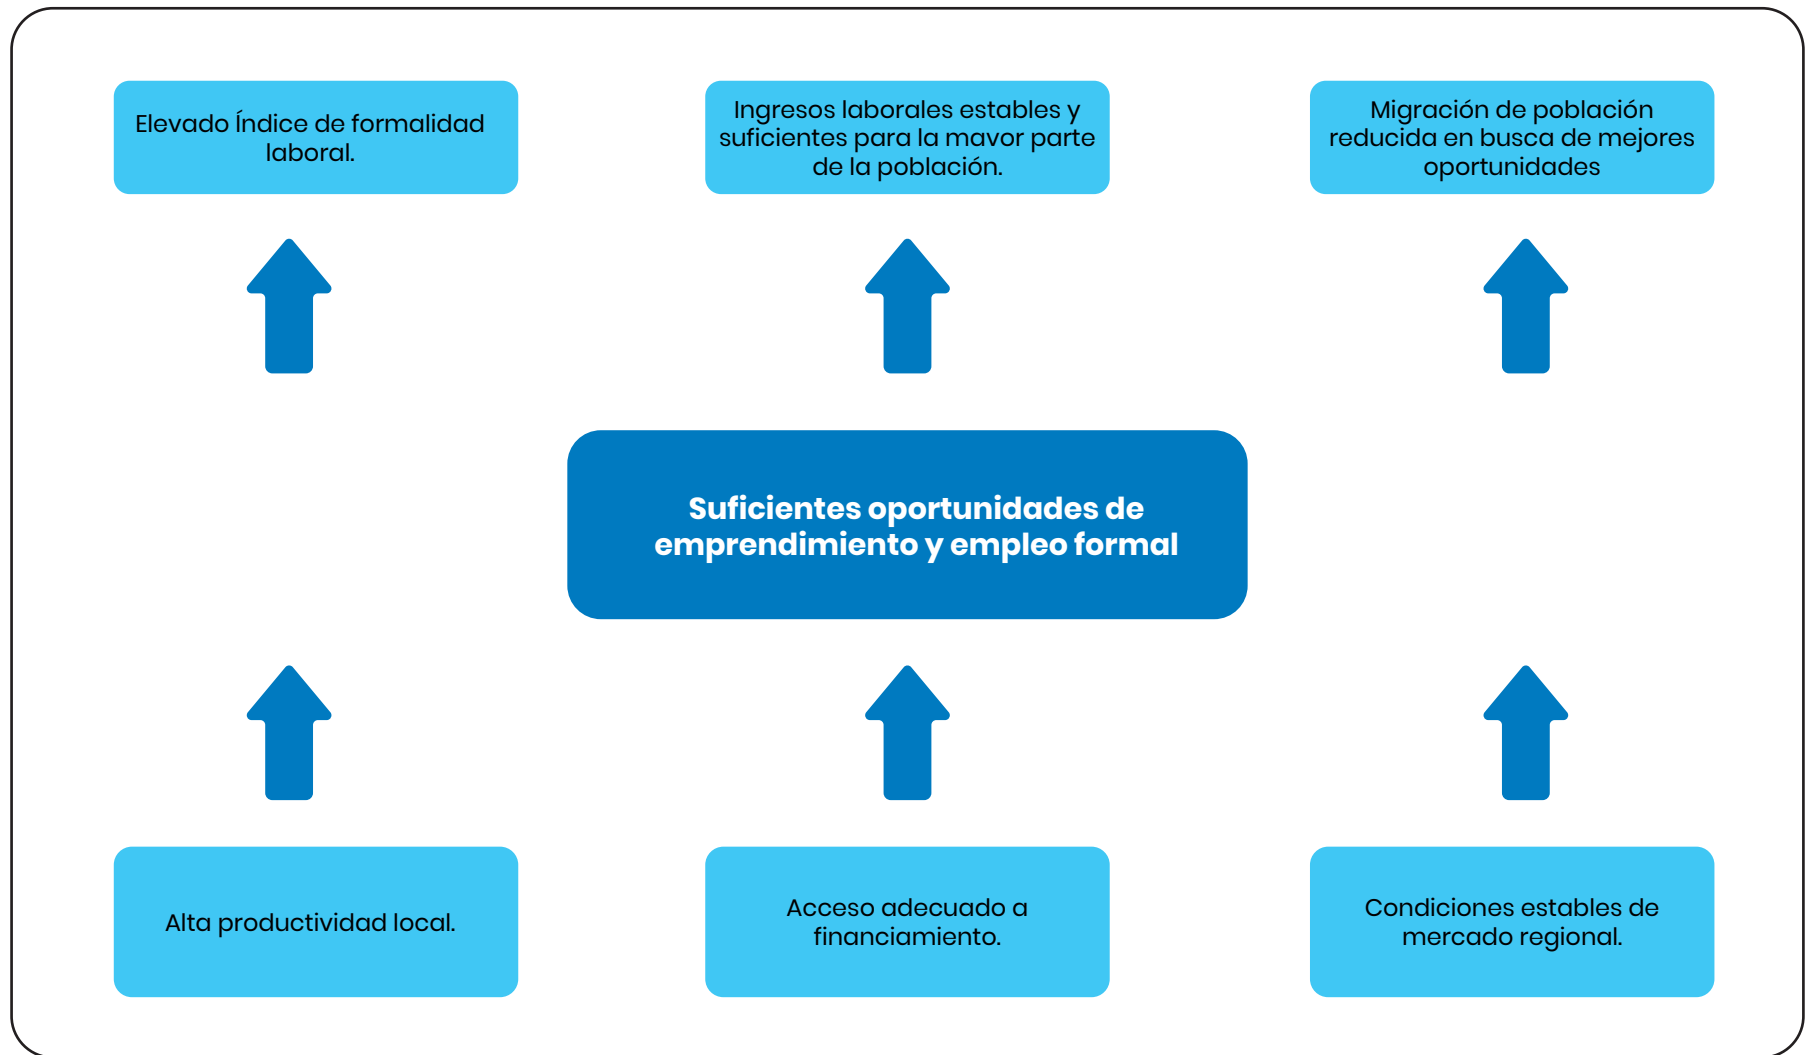 Elevado Índice de formalidad
laboral.
Ingresos laborales estables y
suficientes para la mavor parte
de la población.
Migración de población
reducida en busca de mejores
oportunidades
Suficientes oportunidades de
emprendimiento y empleo formal
Alta productividad local.
Acceso adecuado a
financiamiento.
Condiciones estables de
mercado regional.